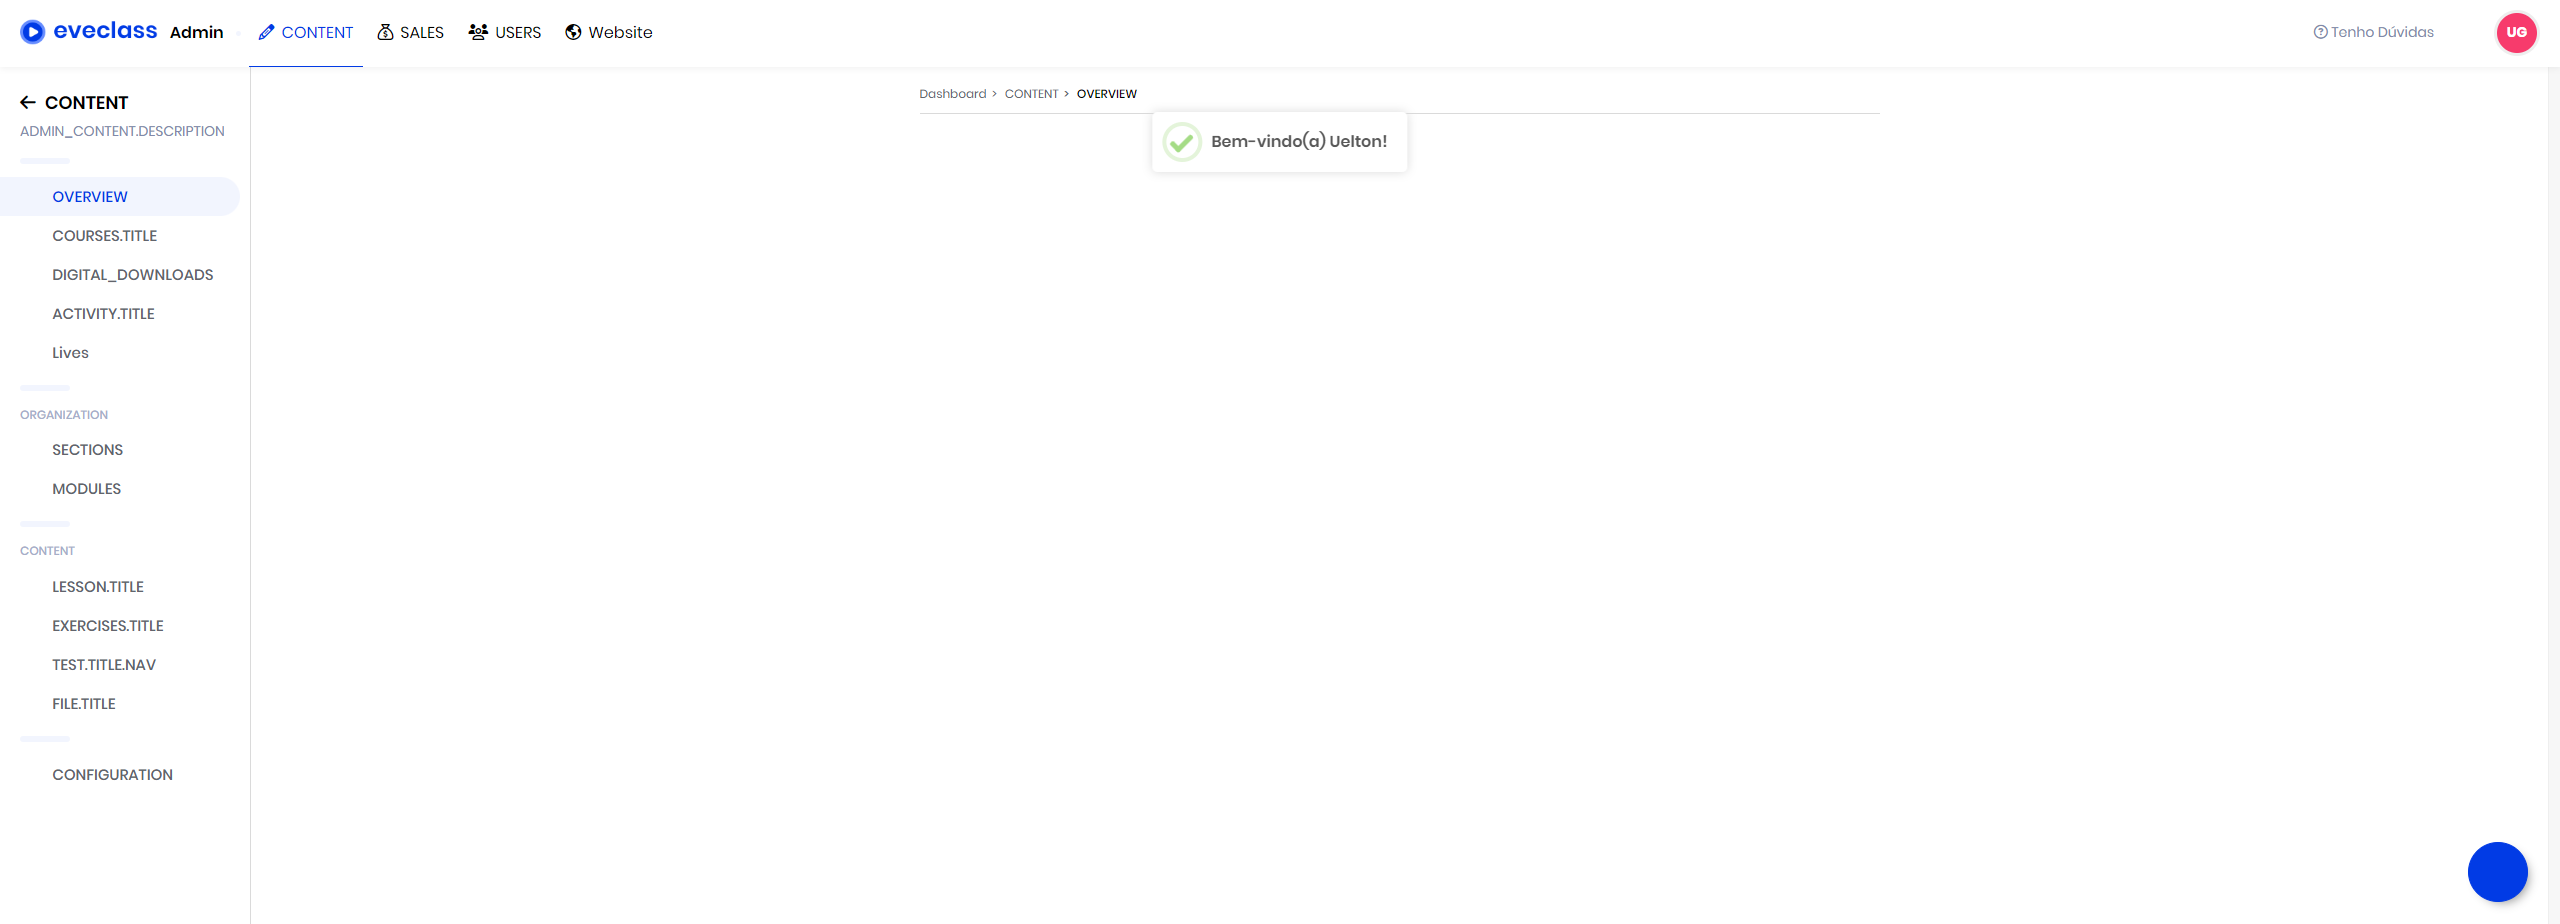 eveclass Admin CONTENT SALES USERS Website Tenho Dúvidas UG
CONTENT
ADMIN_CONTENT.DESCRIPTION
OVERVIEW
COURSES.TITLE
DIGITAL_DOWNLOADS
ACTIVITY.TITLE
Lives
ORGANIZATION
SECTIONS
MODULES
CONTENT
LESSON.TITLE
EXERCISES.TITLE
TEST.TITLE.NAV
FILE.TITLE
CONFIGURATION
Dashboard > CONTENT > OVERVIEW
Bem-vindo(a) Uelton!